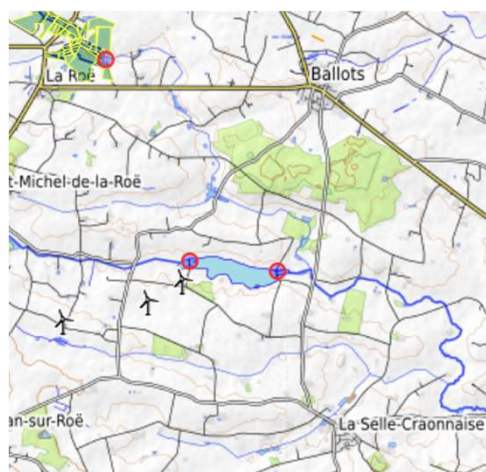 La Roë
Ballots
t-Michel-de-la-Roë
an-sur-Roë
La Selle-Craonnaise